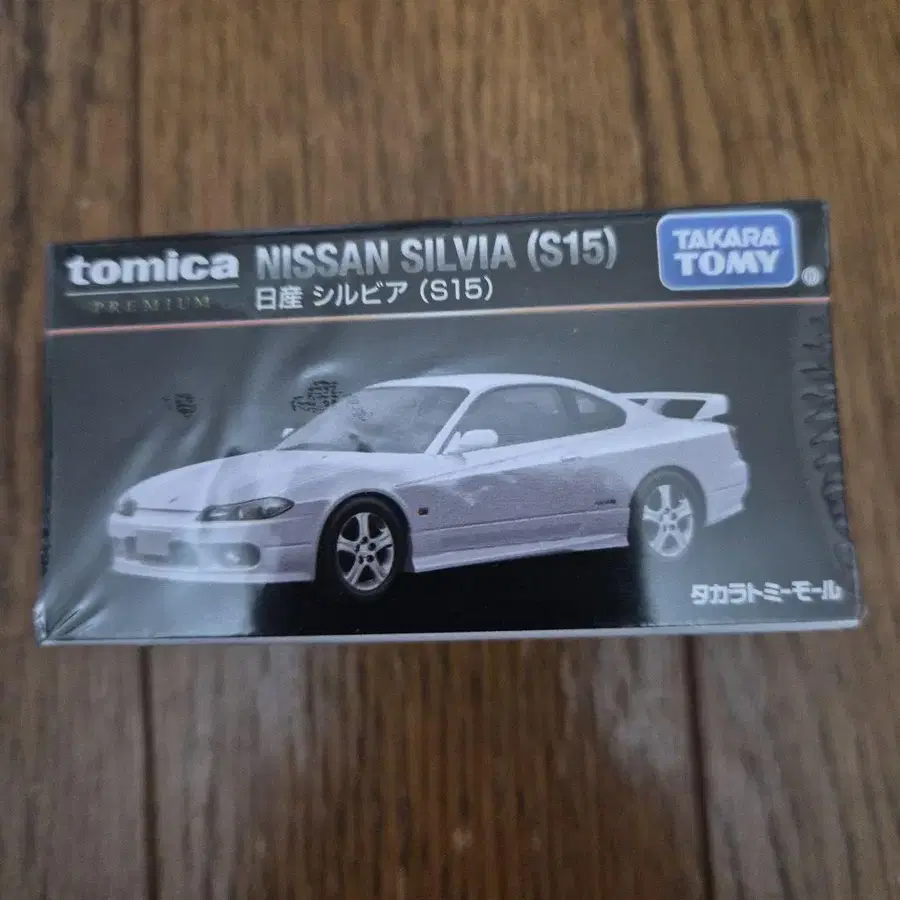 tomica
PREMIUM
NISSAN SILVIA (S15)
日産 シルビア (S15)
TAKARA
TOMY
タカラトミーモール